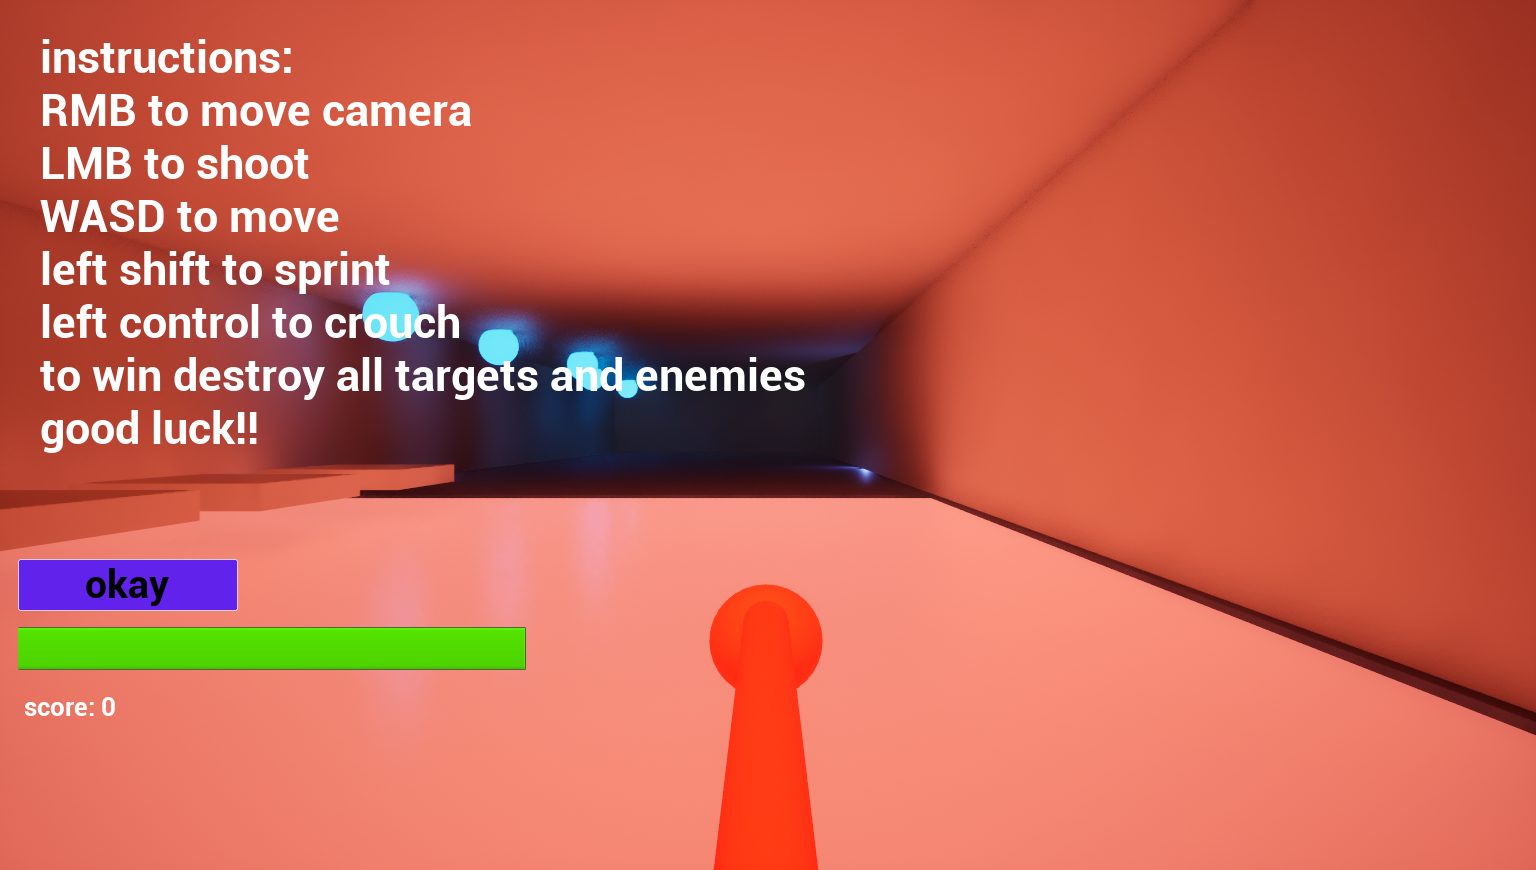 instructions:
RMB to move camera
LMB to shoot
WASD to move
left shift to sprint
left control to crouch
to win destroy all targets and enemies
good luck!!
okay
score: 0